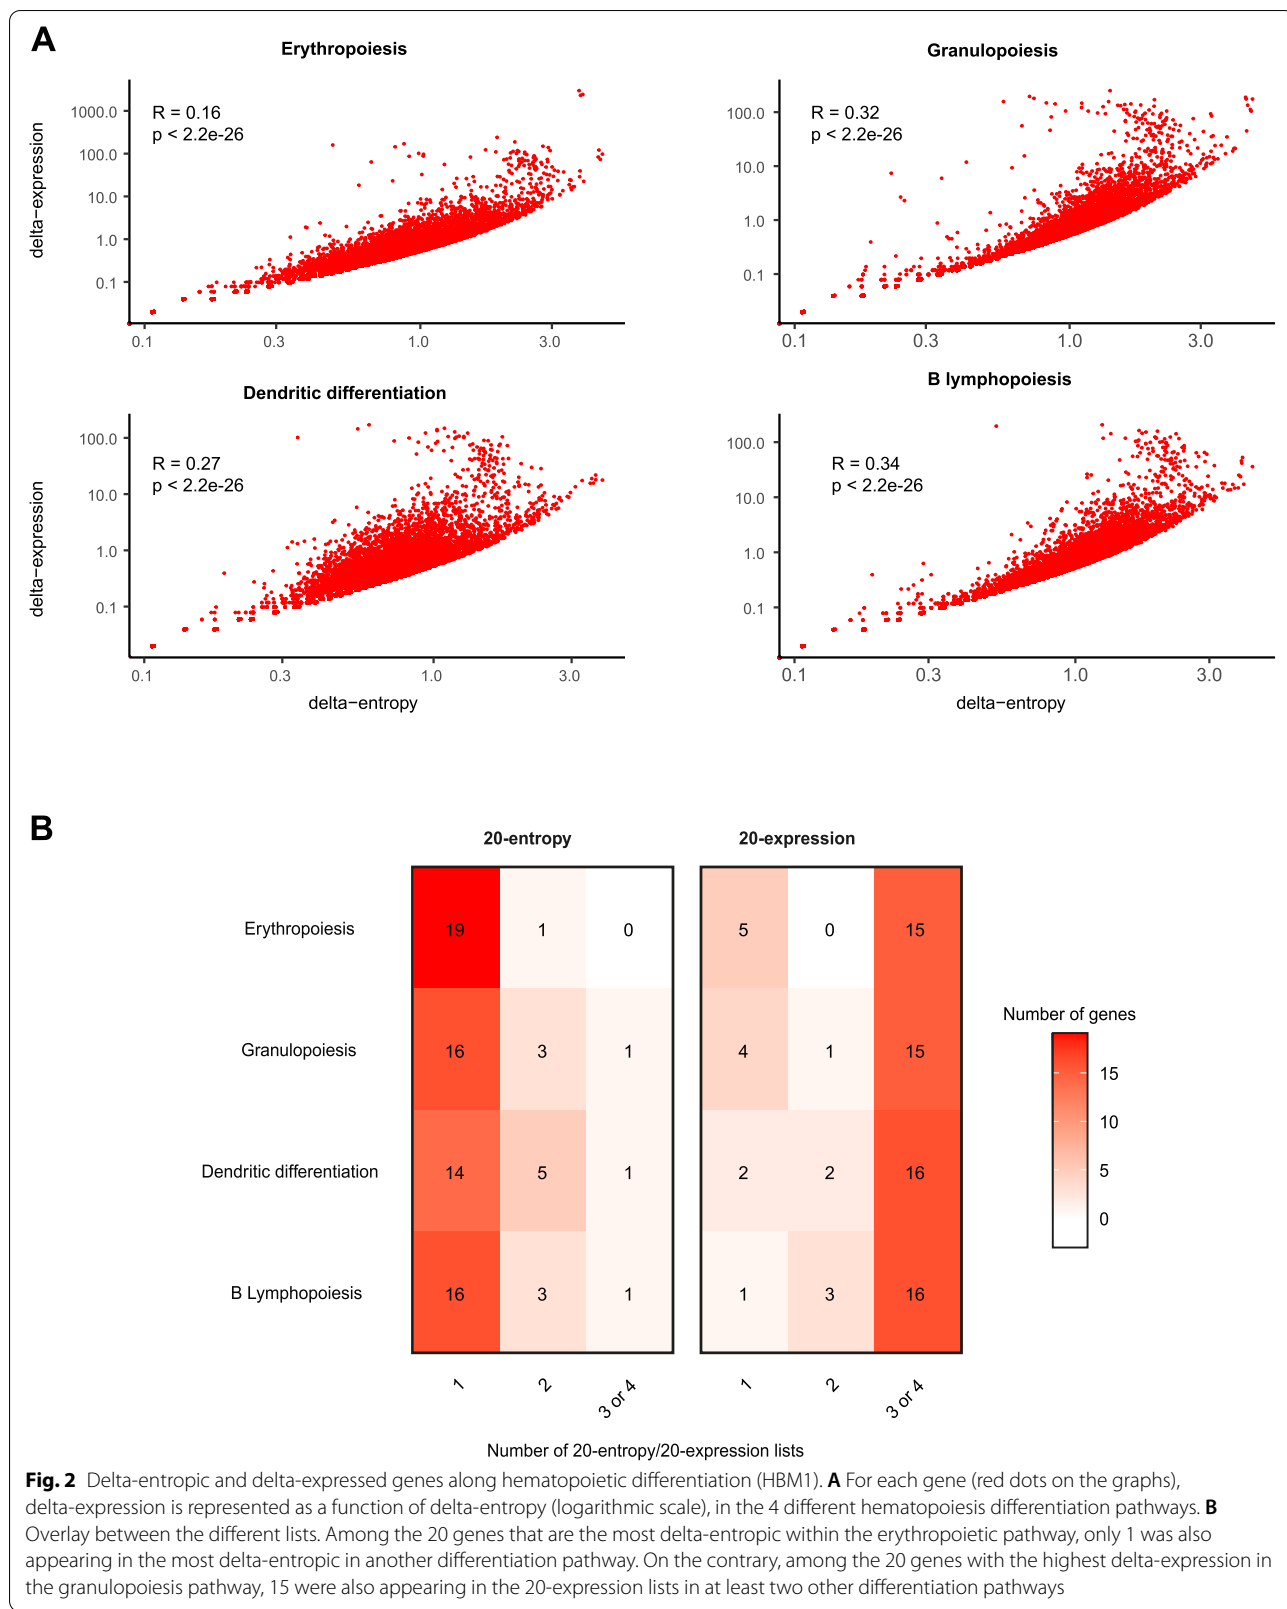 A
Erythropoiesis
R = 0.16
p < 2.2e-26
delta−expression
1000.0
100.0
10.0
1.0
0.1
0.1
0.3
1.0
3.0
Granulopoiesis
R = 0.32
p < 2.2e-26
100.0
10.0
1.0
0.1
0.1
0.3
1.0
3.0
Dendritic differentiation
R = 0.27
p < 2.2e-26
delta−expression
100.0
10.0
1.0
0.1
0.1
0.3
1.0
3.0
delta−entropy
B lymphopoiesis
R = 0.34
p < 2.2e-26
100.0
10.0
1.0
0.1
0.1
0.3
1.0
3.0
delta−entropy
B
20-entropy 20-expression
Erythropoiesis 19 1 0 5 0 15
Granulopoiesis 16 3 1 4 1 15
Dendritic differentiation 14 5 1 2 2 16
B Lymphopoiesis 16 3 1 1 3 16
1 2 3 or 4 1 2 3 or 4
Number of 20-entropy/20-expression lists
Number of genes
15
10
5
0
Fig. 2 Delta-entropic and delta-expressed genes along hematopoietic differentiation (HBM1). A For each gene (red dots on the graphs),
delta-expression is represented as a function of delta-entropy (logarithmic scale), in the 4 different hematopoiesis differentiation pathways. B
Overlay between the different lists. Among the 20 genes that are the most delta-entropic within the erythropoietic pathway, only 1 was also
appearing in the most delta-entropic in another differentiation pathway. On the contrary, among the 20 genes with the highest delta-expression in
the granulopoiesis pathway, 15 were also appearing in the 20-expression lists in at least two other differentiation pathways